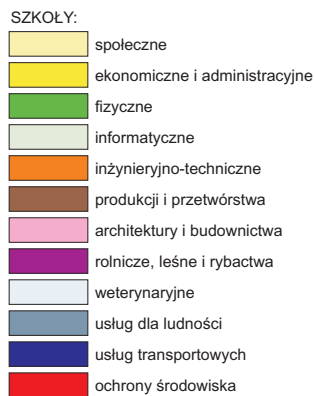 SZKOŁY:
społeczne
ekonomiczne i administracyjne
fizyczne
informatyczne
inżynieryjno-techniczne
produkcji i przetwórstwa
architektury i budownictwa
rolnicze, leśne i rybactwa
weterynaryjne
usług dla ludności
usług transportowych
ochrony środowiska